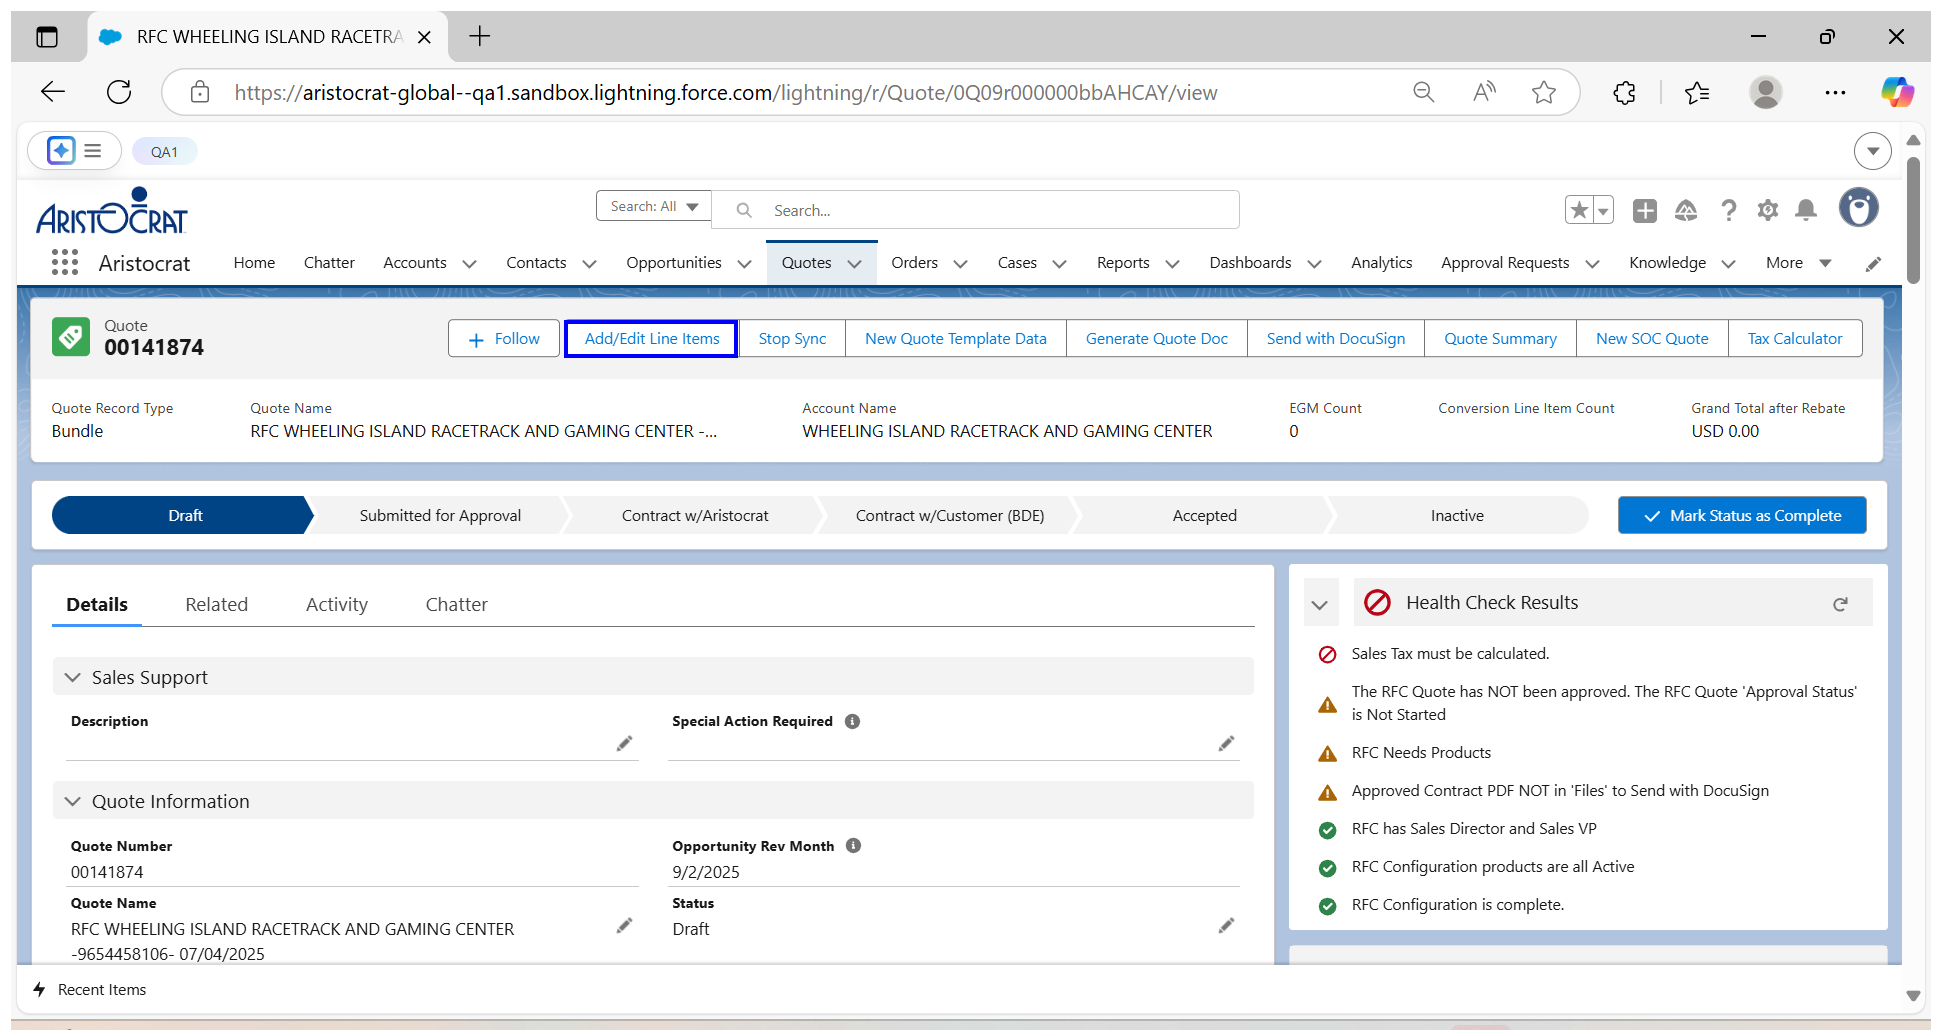 RFC WHEELING ISLAND RACETRA
https://aristocrat-global--qa1.sandbox.lightning.force.com/lightning/r/Quote/0Q09r000000bbAHCAY/view
QA1
ARISTOCRAT
Search: All
Search...
Aristocrat Home Chatter Accounts Contacts Opportunities Quotes Orders Cases Reports Dashboards Analytics Approval Requests Knowledge More
Quote
00141874
Follow Add/Edit Line Items Stop Sync New Quote Template Data Generate Quote Doc Send with DocuSign Quote Summary New SOC Quote Tax Calculator
Quote Record Type Quote Name Account Name EGM Count Conversion Line Item Count Grand Total after Rebate
Bundle RFC WHEELING ISLAND RACETRACK AND GAMING CENTER -... WHEELING ISLAND RACETRACK AND GAMING CENTER 0 USD 0.00
Draft Submitted for Approval Contract w/Aristocrat Contract w/Customer (BDE) Accepted Inactive Mark Status as Complete
Details Related Activity Chatter
Sales Support
Description Special Action Required
Quote Information
Quote Number Opportunity Rev Month
00141874 9/2/2025
Quote Name Status
RFC WHEELING ISLAND RACETRACK AND GAMING CENTER Draft
-9654458106- 07/04/2025
Health Check Results
Sales Tax must be calculated.
The RFC Quote has NOT been approved. The RFC Quote 'Approval Status'
is Not Started
RFC Needs Products
Approved Contract PDF NOT in 'Files' to Send with DocuSign
RFC has Sales Director and Sales VP
RFC Configuration products are all Active
RFC Configuration is complete.
Recent Items